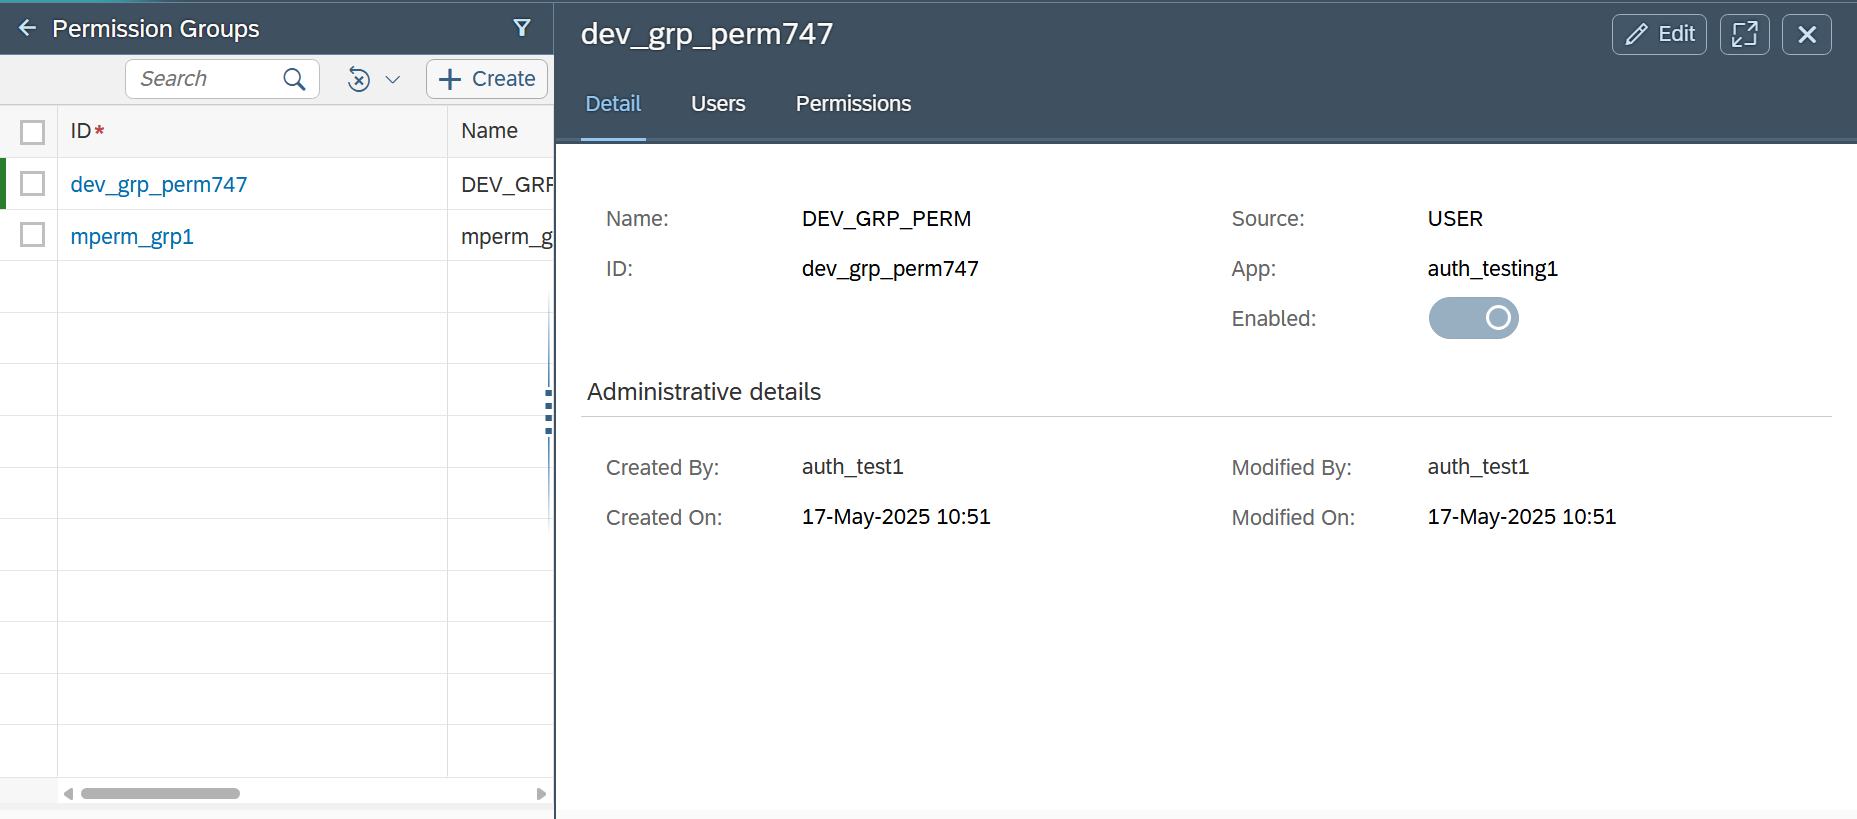 Permission Groups
Search
Create
ID*
Name
dev_grp_perm747
DEV_GRP
mperm_grp1
mperm_g
dev_grp_perm747
Edit
Detail
Users
Permissions
Name:
DEV_GRP_PERM
Source:
USER
ID:
dev_grp_perm747
App:
auth_testing1
Enabled:
Administrative details
Created By:
auth_test1
Modified By:
auth_test1
Created On:
17-May-2025 10:51
Modified On:
17-May-2025 10:51